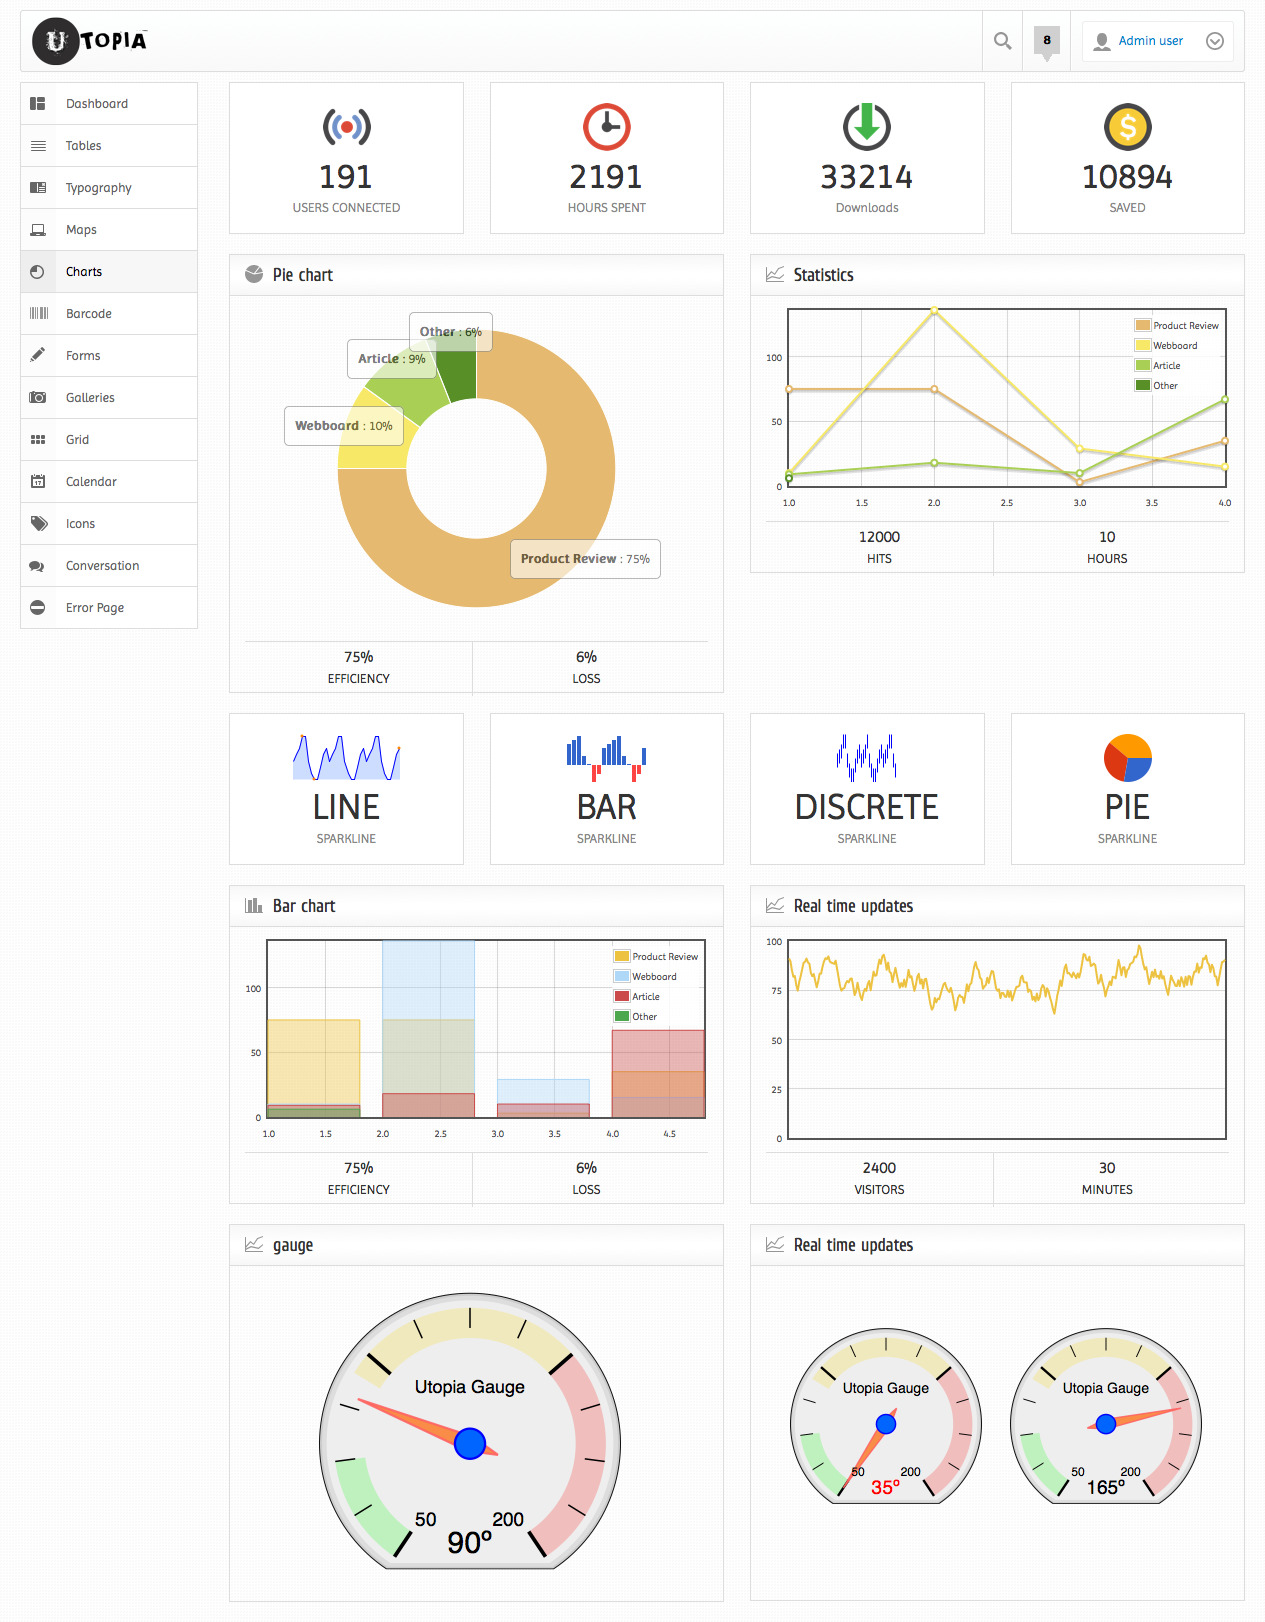 UTOPIA
8
Admin user
Dashboard
Tables
Typography
Maps
Charts
Barcode
Forms
Galleries
Grid
17
Calendar
Icons
Conversation
Error Page
191
USERS CONNECTED
2191
HOURS SPENT
33214
Downloads
$
10894
SAVED
Pie chart
Other : 6%
Article : 9%
Webboard : 10%
Product Review : 75%
75%
EFFICIENCY
6%
LOSS
Statistics
Product Review
Webboard
Article
Other
100
50
0
1.0 1.5 2.0 2.5 3.0 3.5 4.0
12000
HITS
10
HOURS
LINE
SPARKLINE
BAR
SPARKLINE
DISCRETE
SPARKLINE
PIE
SPARKLINE
Bar chart
Product Review
Webboard
Article
Other
100
50
0
1.0 1.5 2.0 2.5 3.0 3.5 4.0 4.5
75%
EFFICIENCY
6%
LOSS
Real time updates
100
75
50
25
0
2400
VISITORS
30
MINUTES
gauge
Utopia Gauge
50 200
90º
Real time updates
Utopia Gauge
50 200
35º
Utopia Gauge
50 200
165º